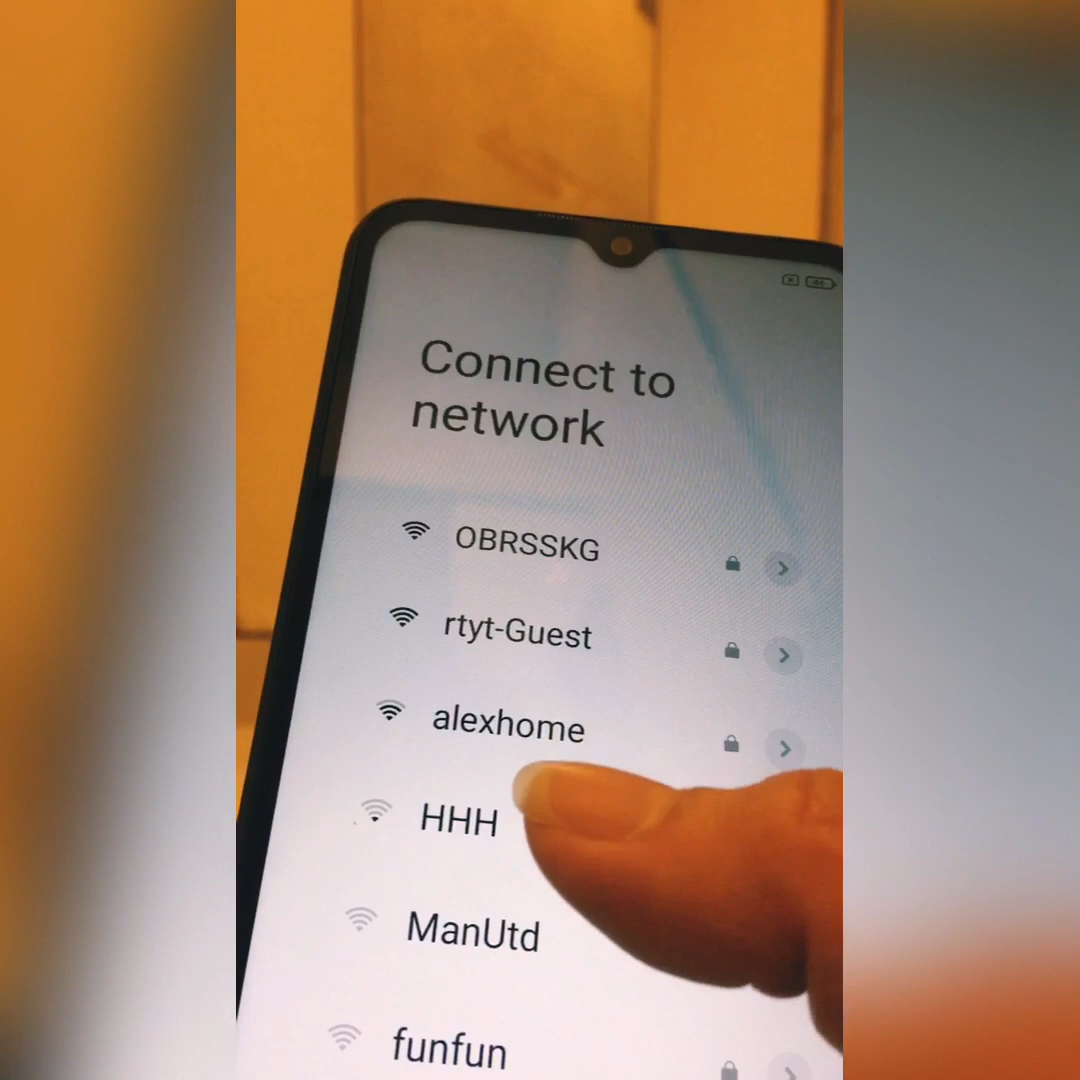 Connect to
network
OBRSSKG
rtyt-Guest
alexhome
HHH
ManUtd
funfun